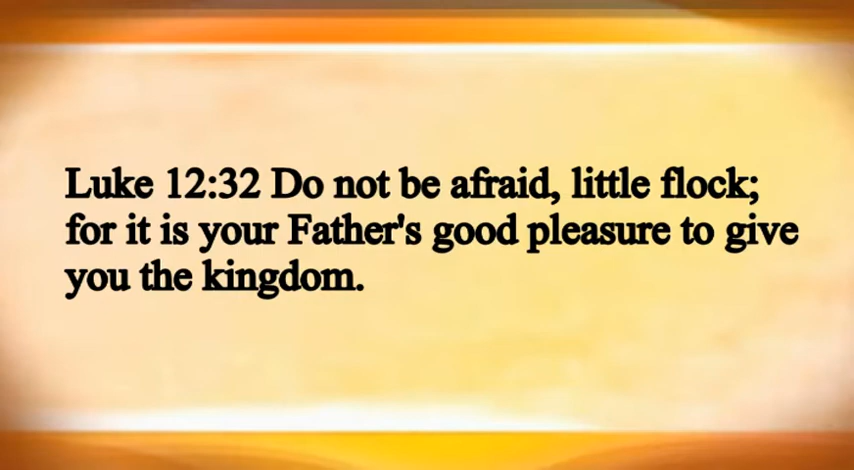 Luke 12:32 Do not be afraid, little flock;
for it is your Father's good pleasure to give
you the kingdom.